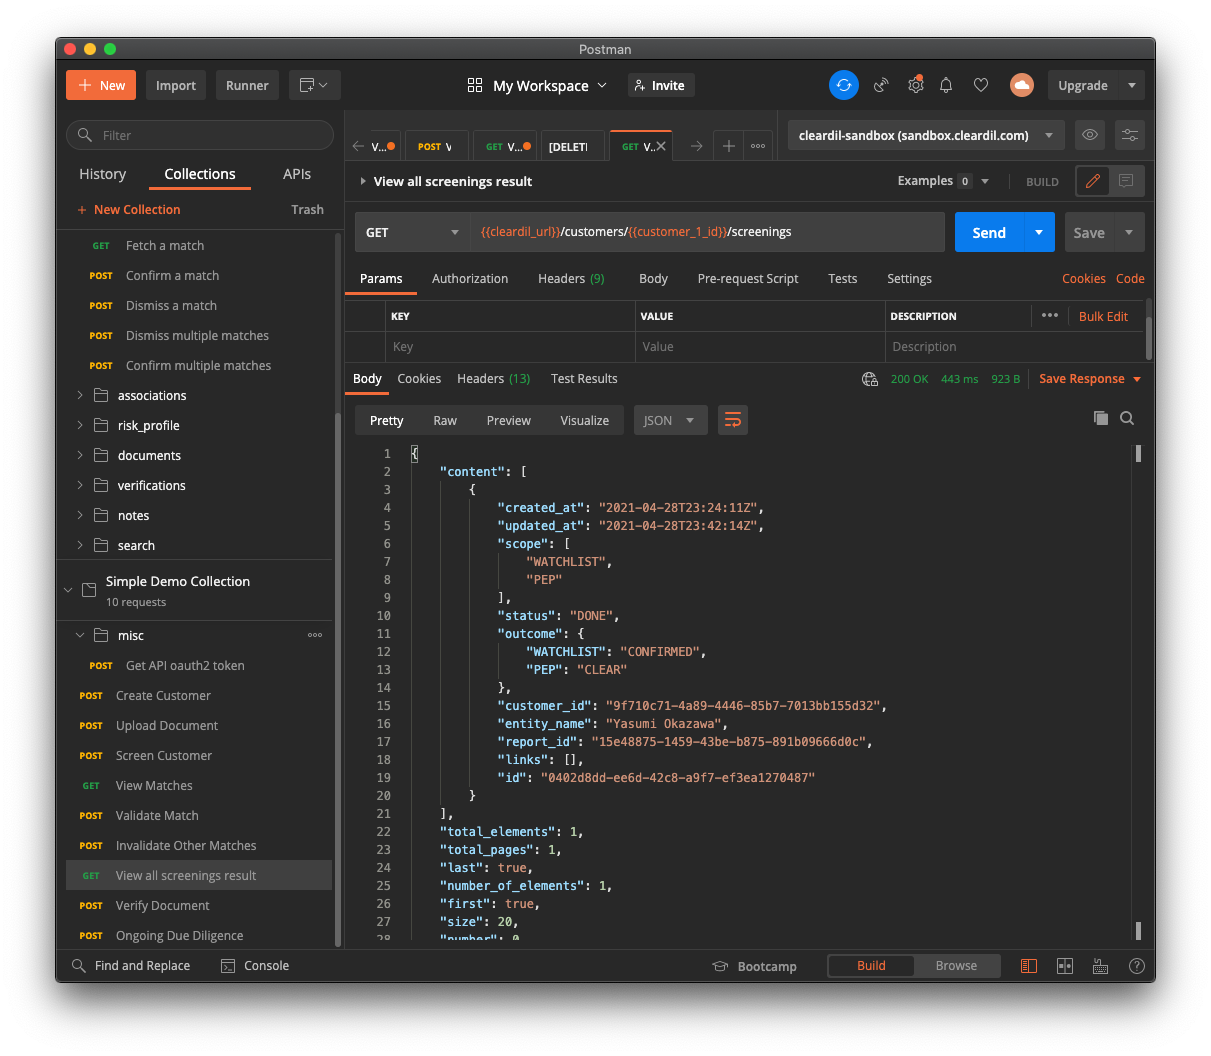 Postman
New
Import
Runner
My Workspace
Invite
Upgrade
Filter
History
Collections
APIs
+ New Collection
Trash
GET Fetch a match
POST Confirm a match
POST Dismiss a match
POST Dismiss multiple matches
POST Confirm multiple matches
associations
risk_profile
documents
verifications
notes
search
Simple Demo Collection
10 requests
misc
POST Get API oauth2 token
POST Create Customer
POST Upload Document
POST Screen Customer
GET View Matches
POST Validate Match
POST Invalidate Other Matches
GET View all screenings result
POST Verify Document
POST Ongoing Due Diligence
V...
POST V
GET V...
[DELETI
GET V..
cleardil-sandbox (sandbox.cleardil.com)
View all screenings result
Examples 0
BUILD
GET
{{cleardil_url}}/customers/{{customer_1_id}}/screenings
Send
Save
Params
Authorization
Headers (9)
Body
Pre-request Script
Tests
Settings
Cookies
Code
KEY
VALUE
DESCRIPTION
Bulk Edit
Key
Value
Description
Body
Cookies
Headers (13)
Test Results
200 OK
443 ms
923 B
Save Response
Pretty
Raw
Preview
Visualize
JSON
1 {
2 "content": [
3 {
4 "created_at": "2021-04-28T23:24:11Z",
5 "updated_at": "2021-04-28T23:42:14Z",
6 "scope": [
7 "WATCHLIST",
8 "PEP"
9 ],
10 "status": "DONE",
11 "outcome": {
12 "WATCHLIST": "CONFIRMED",
13 "PEP": "CLEAR"
14 },
15 "customer_id": "9f710c71-4a89-4446-85b7-7013bb155d32",
16 "entity_name": "Yasumi Okazawa",
17 "report_id": "15e48875-1459-43be-b875-891b09666d0c",
18 "links": [],
19 "id": "0402d8dd-ee6d-42c8-a9f7-ef3ea1270487"
20 }
21 ],
22 "total_elements": 1,
23 "total_pages": 1,
24 "last": true,
25 "number_of_elements": 1,
26 "first": true,
27 "size": 20,
28 "number": 0
Find and Replace
Console
Bootcamp
Build
Browse